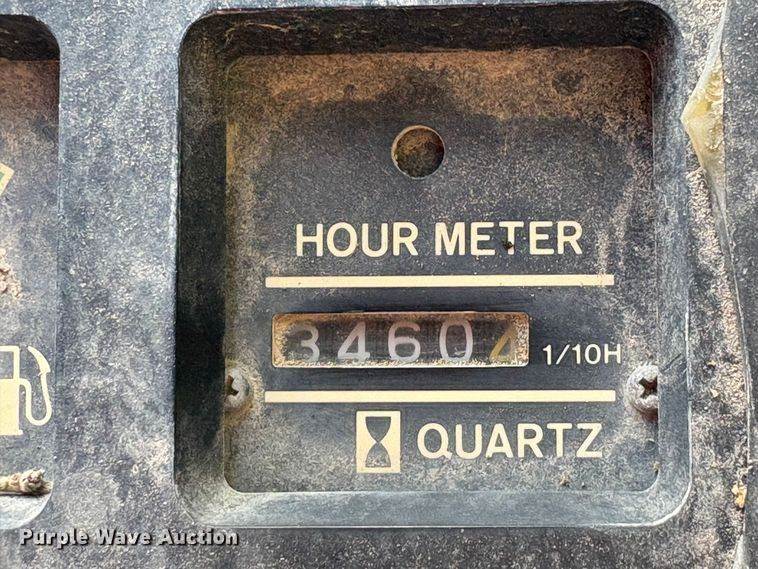 HOUR METER
34604 1/10H
QUARTZ
Purple Wave Auction